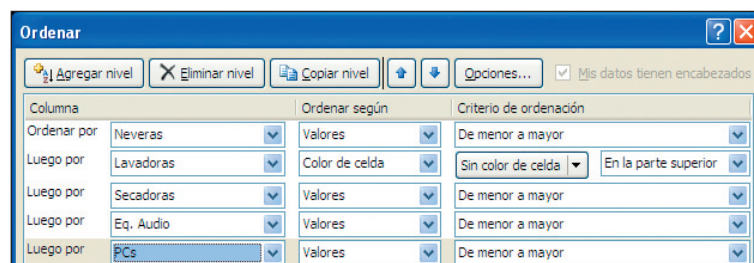 Ordenar
Agregar nivel Eliminar nivel Copiar nivel Opciones... Mis datos tienen encabezados
Columna Ordenar según Criterio de ordenación
Ordenar por Neveras Valores De menor a mayor
Luego por Lavadoras Color de celda Sin color de celda En la parte superior
Luego por Secadoras Valores De menor a mayor
Luego por Eq. Audio Valores De menor a mayor
Luego por PCs Valores De menor a mayor